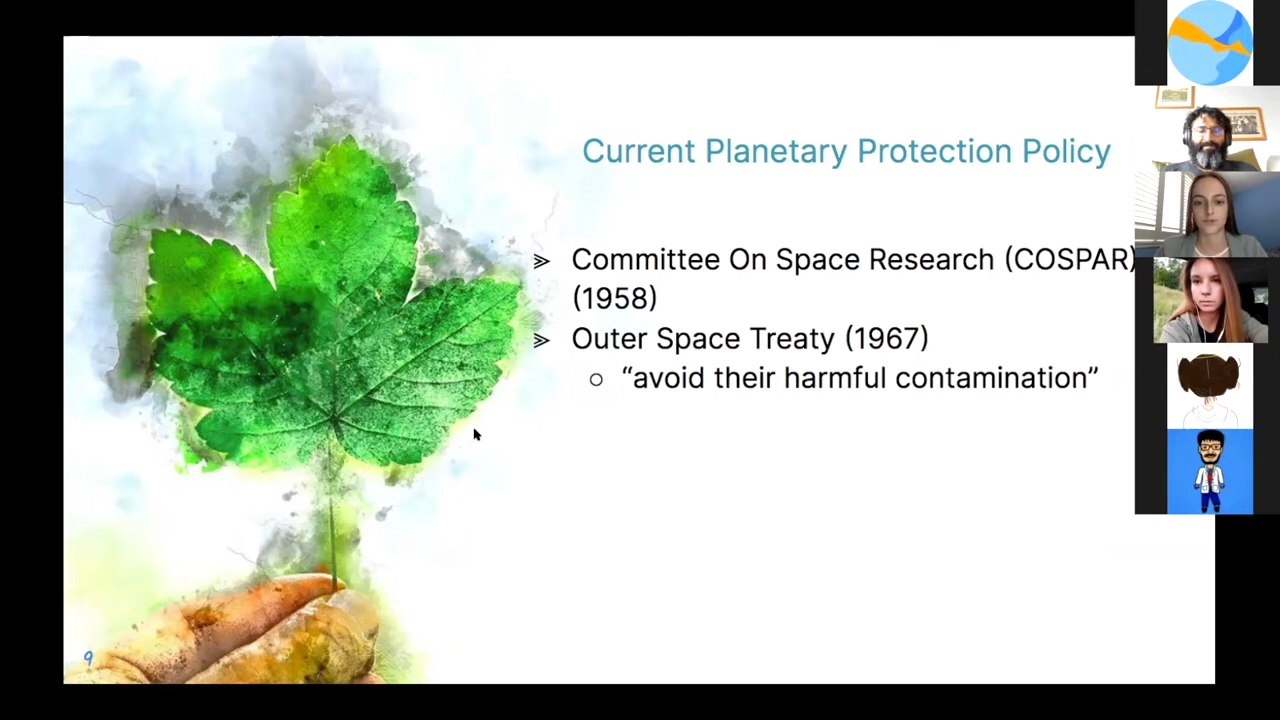 Current Planetary Protection Policy
⪢ Committee On Space Research (COSPAR)
(1958)
⪢ Outer Space Treaty (1967)
○ “avoid their harmful contamination”
9